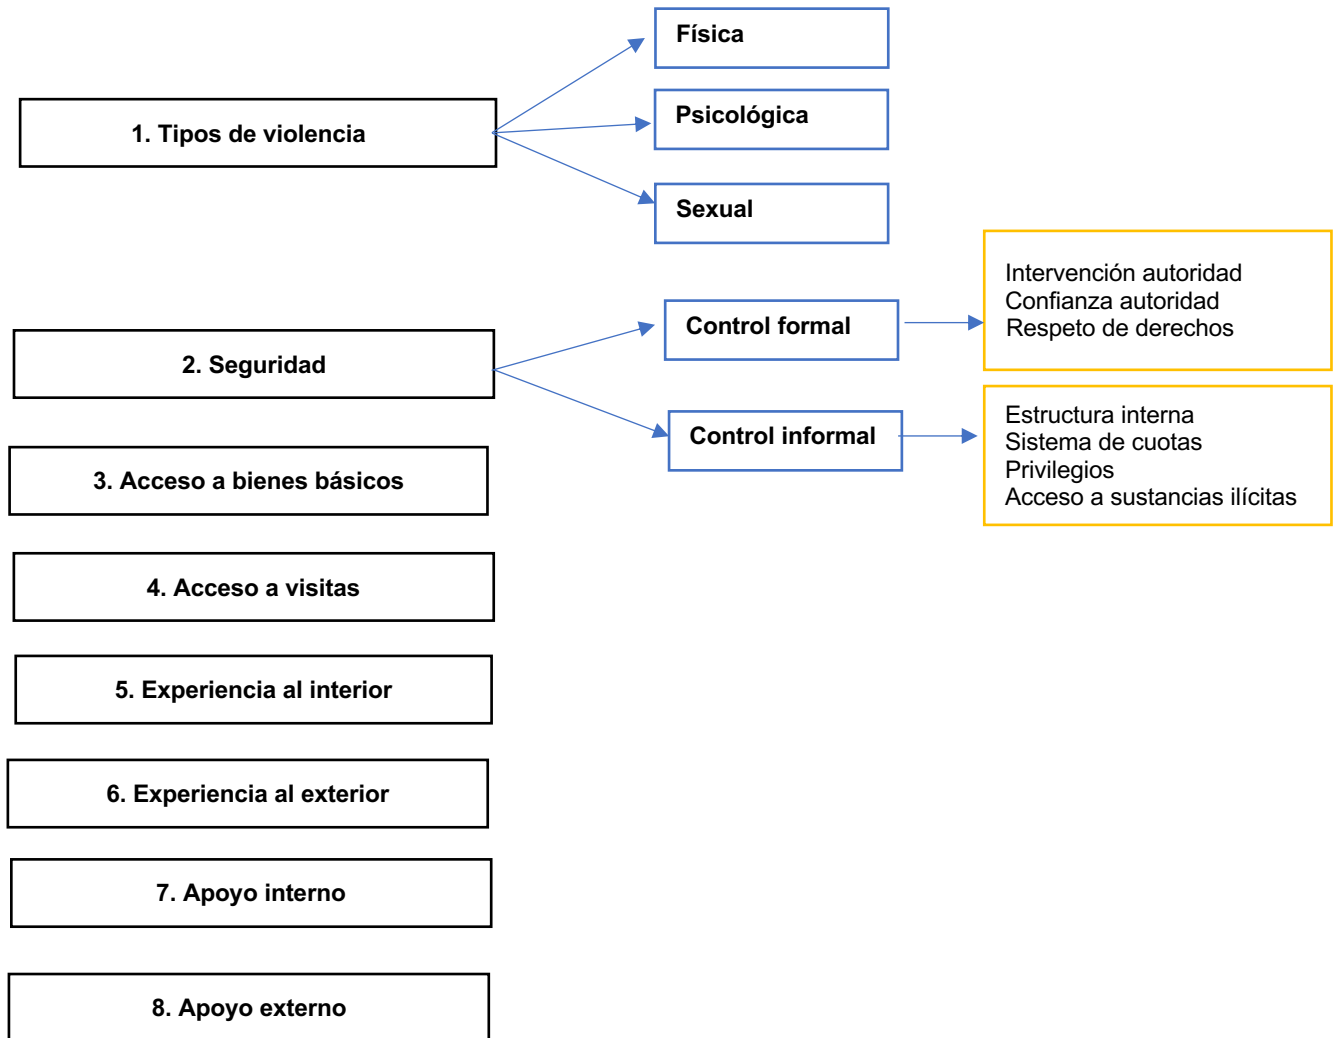 Física
1. Tipos de violencia
Psicológica
Sexual
2. Seguridad
Control formal
Intervención autoridad
Confianza autoridad
Respeto de derechos
Control informal
Estructura interna
Sistema de cuotas
Privilegios
Acceso a sustancias ilícitas
3. Acceso a bienes básicos
4. Acceso a visitas
5. Experiencia al interior
6. Experiencia al exterior
7. Apoyo interno
8. Apoyo externo